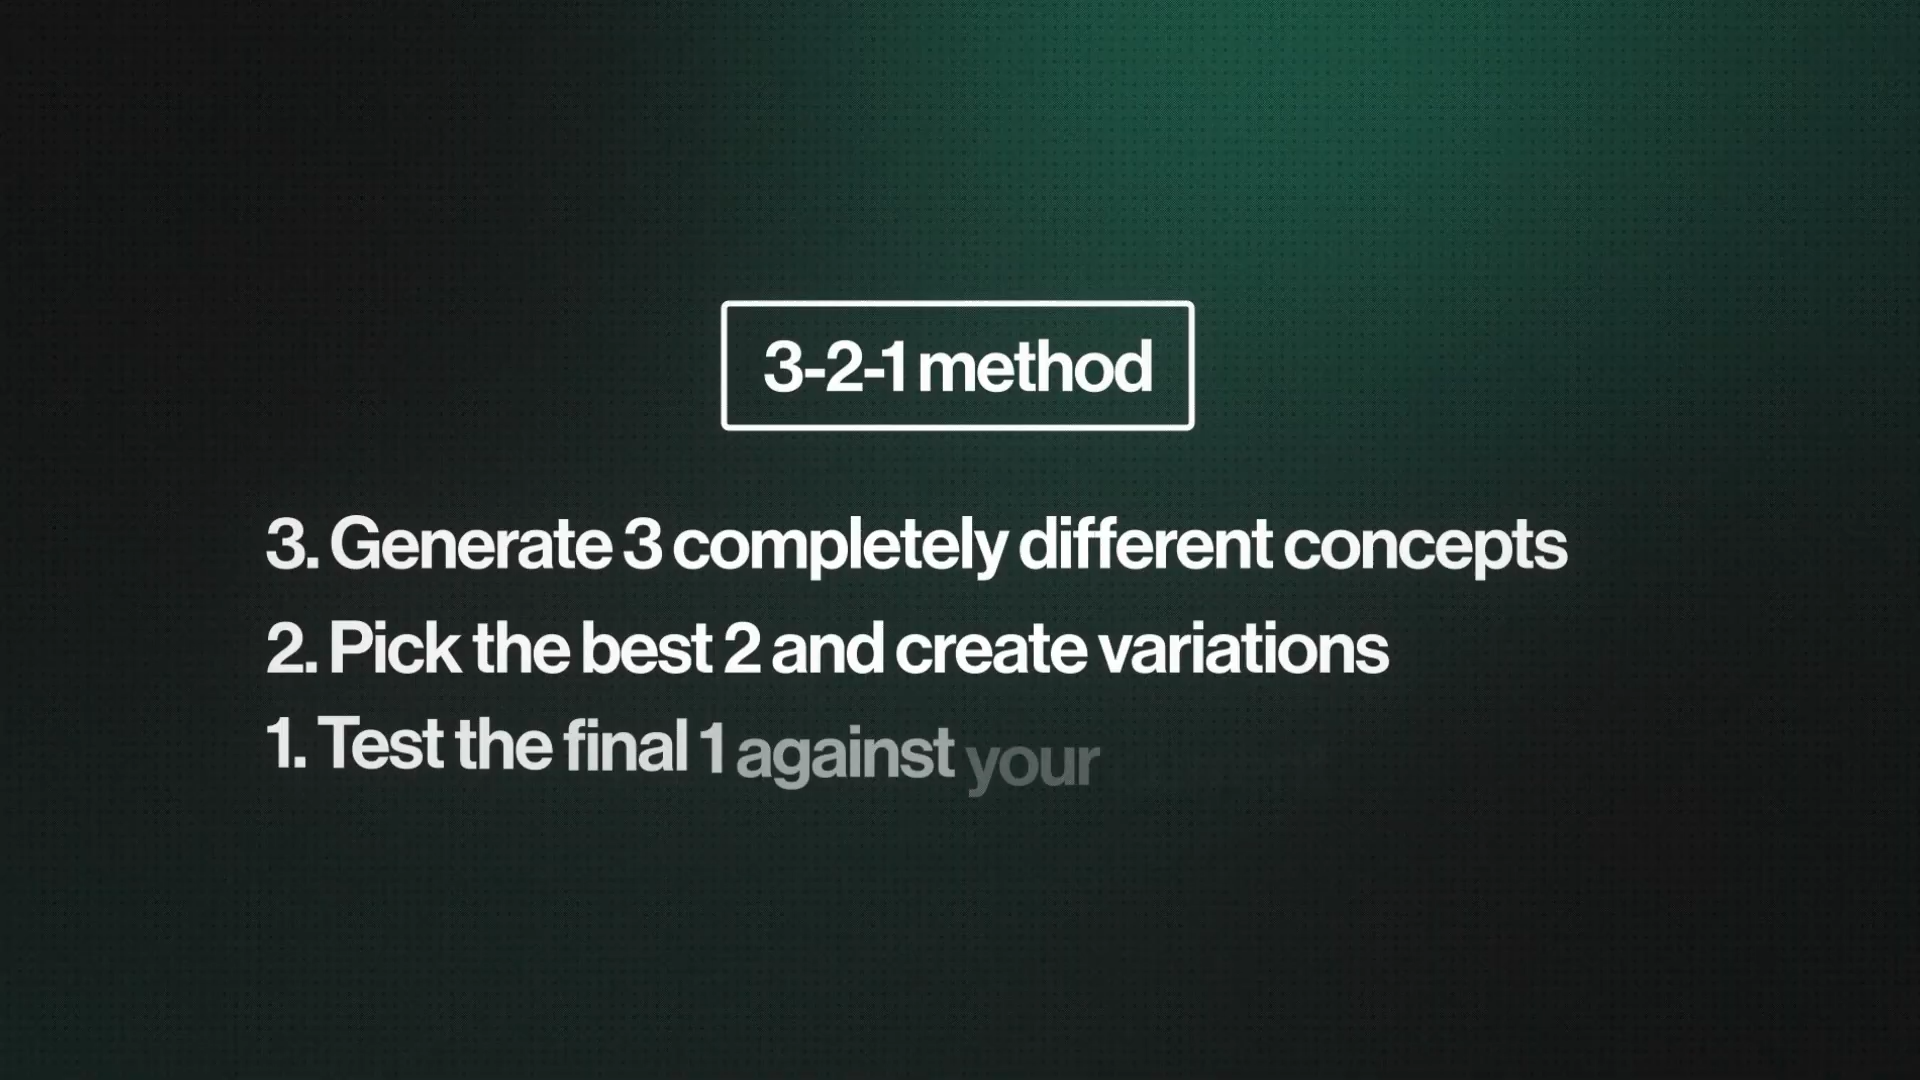 3-2-1 method
3. Generate 3 completely different concepts
2. Pick the best 2 and create variations
1. Test the final 1 against your